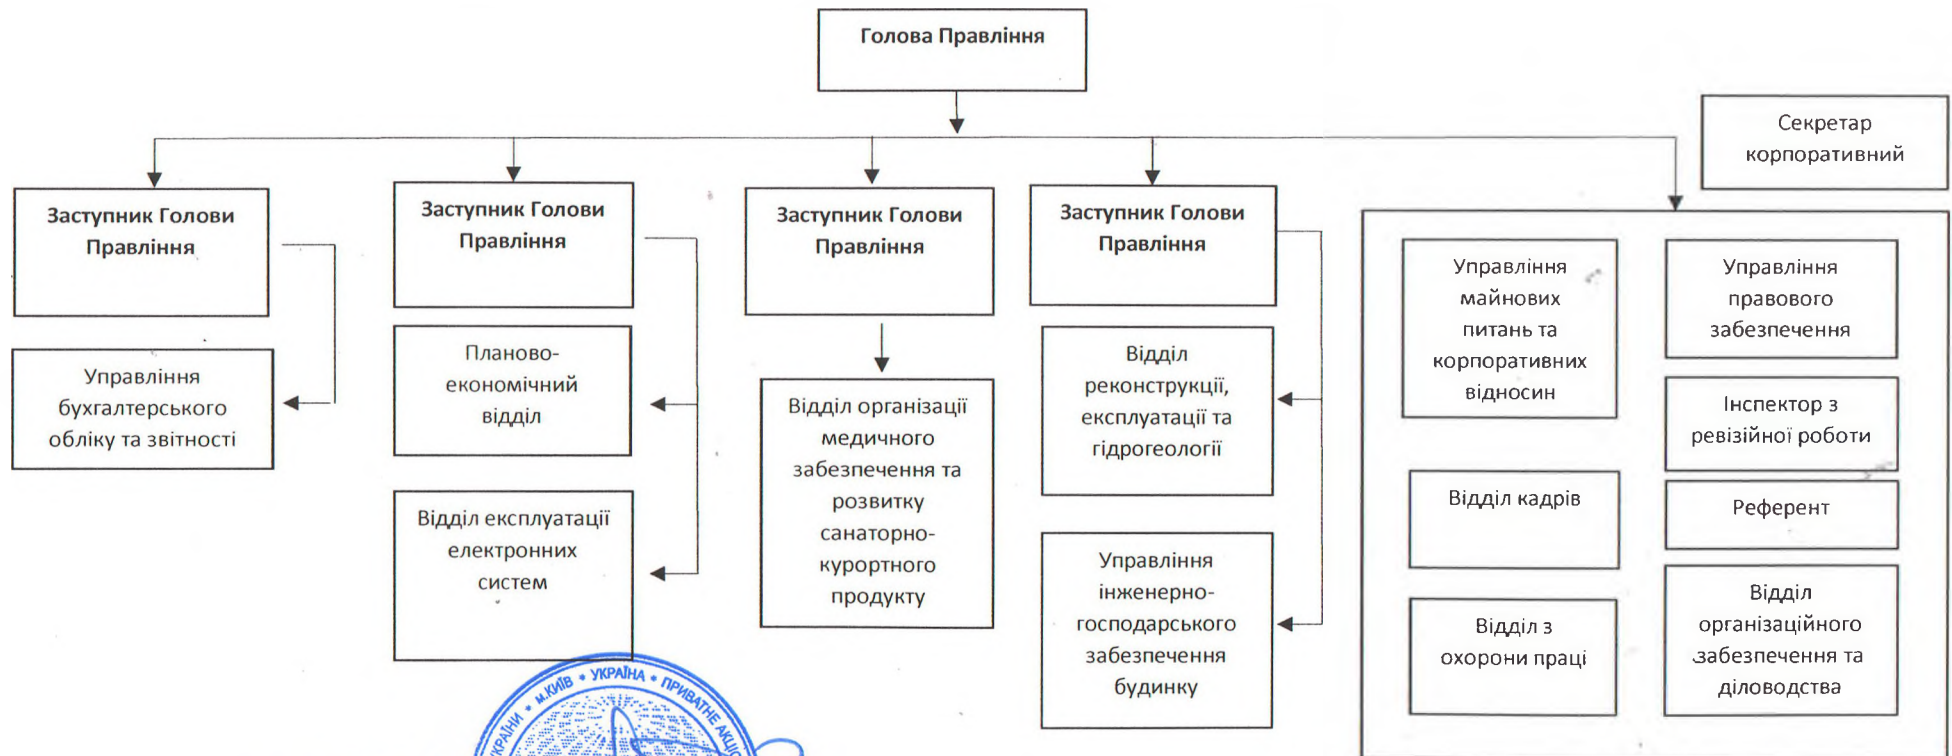 Голова Правління
Секретар
корпоративний
Заступник Голови
Правління
Заступник Голови
Правління
Заступник Голови
Правління
Заступник Голови
Правління
Управління
бухгалтерського
обліку та звітності
Планово-
економічний
відділ
Відділ експлуатації
електронних
систем
Відділ організації
медичного
забезпечення та
розвитку
санаторно-
курортного
продукту
Відділ
реконструкції,
експлуатації та
гідрогеології
Управління
інженерно-
господарського
забезпечення
будинку
Управління
майнових
питань та
корпоративних
відносин
Відділ кадрів
Відділ з
охорони праці
Управління
правового
забезпечення
Інспектор з
ревізійної роботи
Референт
Відділ
організаційного
забезпечення та
діловодства
УКРАЇНИ * м.КИЇВ * УКРАЇНА * ПРИВАТНЕ